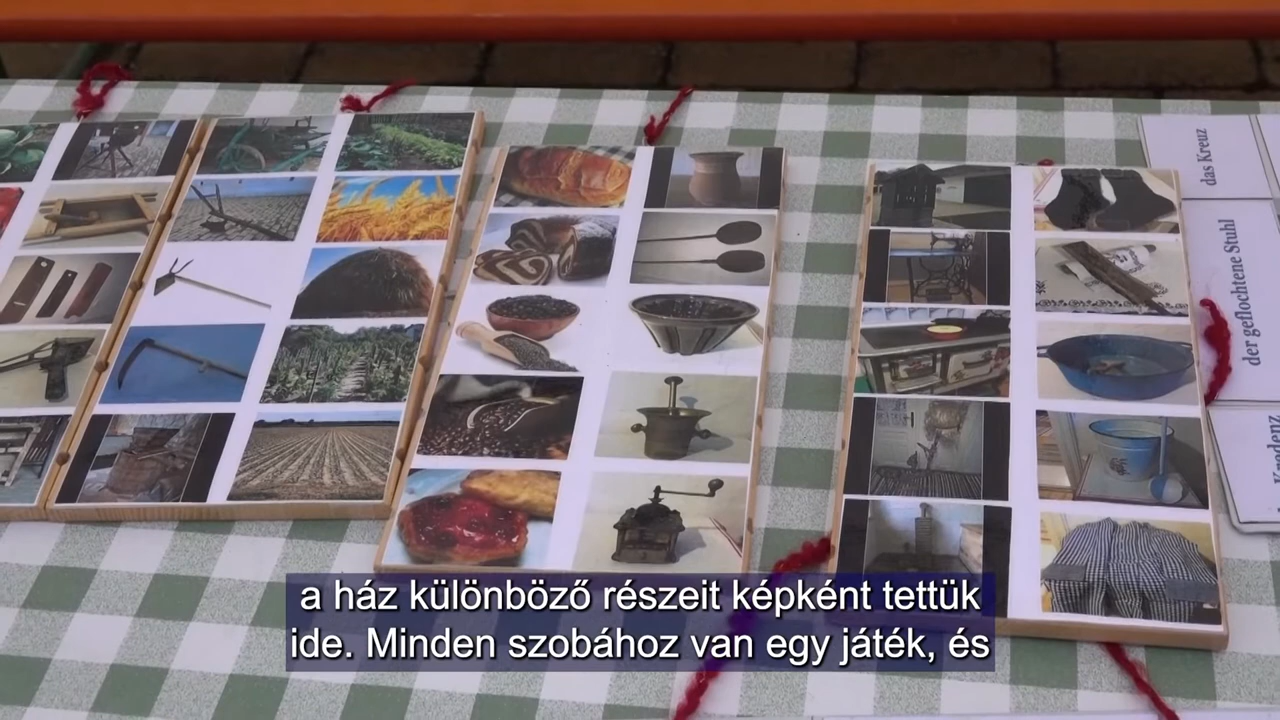 das Kreuz
der geflochtene Stuhl
a ház különböző részeit képként tettük
ide. Minden szobához van egy játék, és